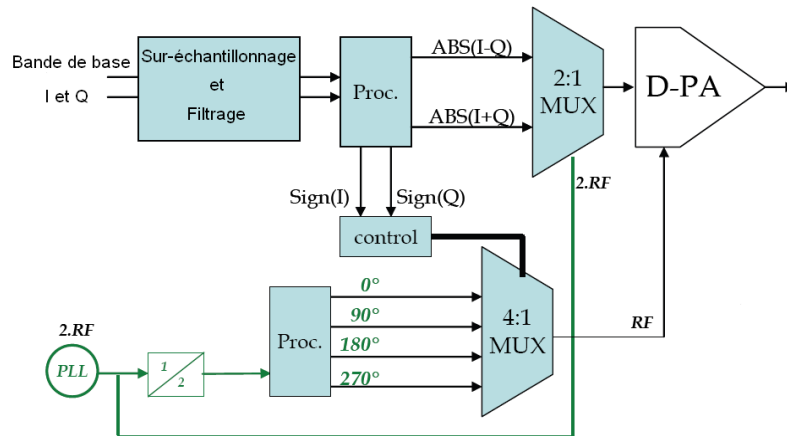 Bande de base
I et Q
Sur-échantillonnage
et
Filtrage
Proc.
ABS(I-Q)
ABS(I+Q)
2:1
MUX
D-PA
Sign(I)
Sign(Q)
2.RF
control
0°
90°
180°
270°
4:1
MUX
RF
2.RF
PLL
1
2
Proc.